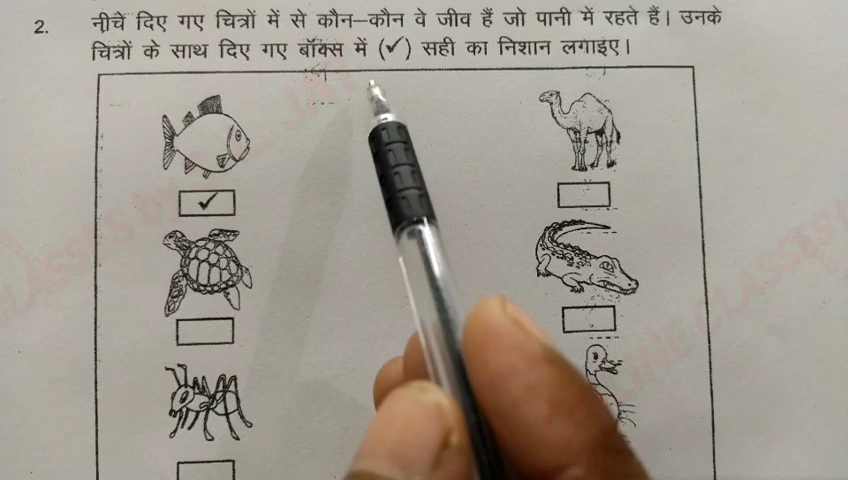 2. नीचे दिए गए चित्रों में से कौन–कौन वे जीव हैं जो पानी में रहते हैं। उनके
चित्रों के साथ दिए गए बॉक्स में (✓) सही का निशान लगाइए।
✓